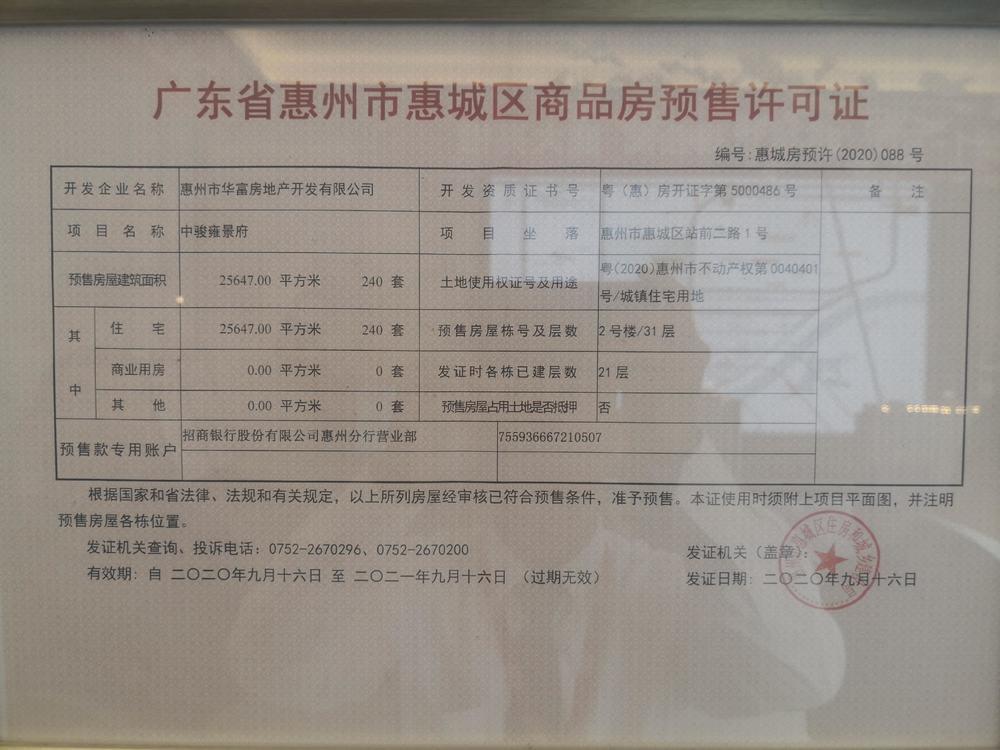 广东省惠州市惠城区商品房预售许可证
编号:惠城房预许(2020)088 号
开发企业名称 惠州市华富房地产开发有限公司 开发资质证书号 粤（惠）房开证字第 5000486 号 备 注
项目名称 中骏雍景府 项目坐落 惠州市惠城区站前二路 1 号
预售房屋建筑面积 25647.00 平方米 240 套 土地使用权证号及用途 粤(2020)惠州市不动产权第 0040401
号/城镇住宅用地
其中 住宅 25647.00 平方米 240 套 预售房屋栋号及层数 2 号楼/31 层
商业用房 0.00 平方米 0 套 发证时各栋已建层数 21 层
其他 0.00 平方米 0 套 预售房屋占用土地是否抵押 否
预售款专用账户 招商银行股份有限公司惠州分行营业部 755936667210507
根据国家和省法律、法规和有关规定，以上所列房屋经审核已符合预售条件，准予预售。本证使用时须附上项目平面图，并注明
预售房屋各栋位置。
发证机关查询、投诉电话：0752-2670296、0752-2670200
发证机关（盖章）：
有效期：自 二〇二〇年九月十六日 至 二〇二一年九月十六日 （过期无效）
发证日期：二〇二〇年九月十六日